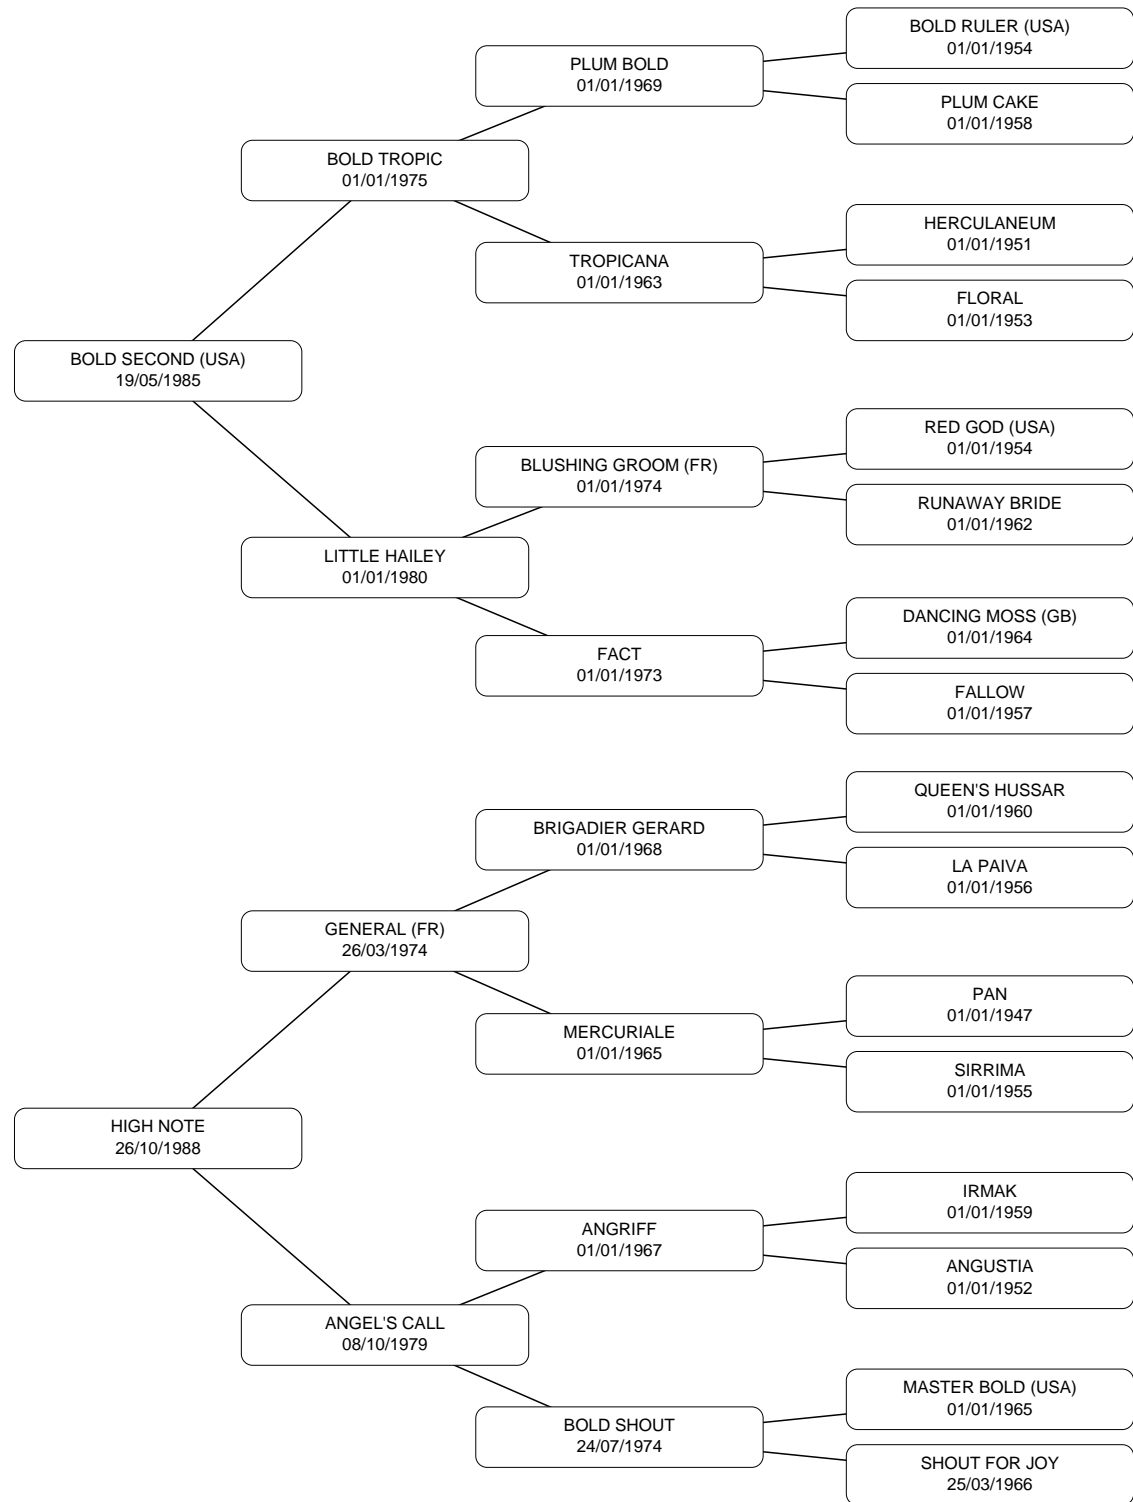 BOLD RULER (USA)
01/01/1954
PLUM BOLD
01/01/1969
PLUM CAKE
01/01/1958
BOLD TROPIC
01/01/1975
HERCULANEUM
01/01/1951
TROPICANA
01/01/1963
FLORAL
01/01/1953
BOLD SECOND (USA)
19/05/1985
RED GOD (USA)
01/01/1954
BLUSHING GROOM (FR)
01/01/1974
RUNAWAY BRIDE
01/01/1962
LITTLE HAILEY
01/01/1980
DANCING MOSS (GB)
01/01/1964
FACT
01/01/1973
FALLOW
01/01/1957
QUEEN'S HUSSAR
01/01/1960
BRIGADIER GERARD
01/01/1968
LA PAIVA
01/01/1956
GENERAL (FR)
26/03/1974
PAN
01/01/1947
MERCURIALE
01/01/1965
SIRRIMA
01/01/1955
HIGH NOTE
26/10/1988
IRMAK
01/01/1959
ANGRIFF
01/01/1967
ANGUSTIA
01/01/1952
ANGEL'S CALL
08/10/1979
MASTER BOLD (USA)
01/01/1965
BOLD SHOUT
24/07/1974
SHOUT FOR JOY
25/03/1966